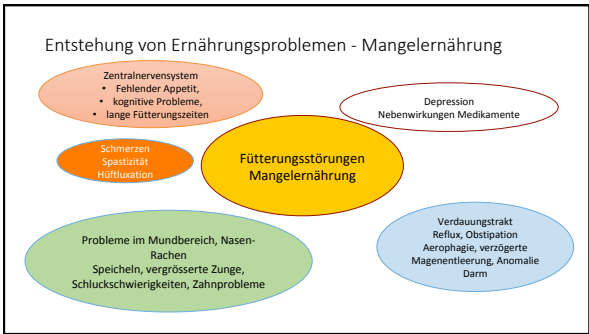 Entstehung von Ernährungsproblemen - Mangelernährung
Zentralnervensystem
• Fehlender Appetit,
• kognitive Probleme,
• lange Fütterungszeiten
Depression
Nebenwirkungen Medikamente
Schmerzen
Spastizität
Hüftluxation
Fütterungsstörungen
Mangelernährung
Probleme im Mundbereich, Nasen-
Rachen
Speicheln, vergrösserte Zunge,
Schluckschwierigkeiten, Zahnprobleme
Verdauungstrakt
Reflux, Obstipation
Aerophagie, verzögerte
Magenentleerung, Anomalie
Darm